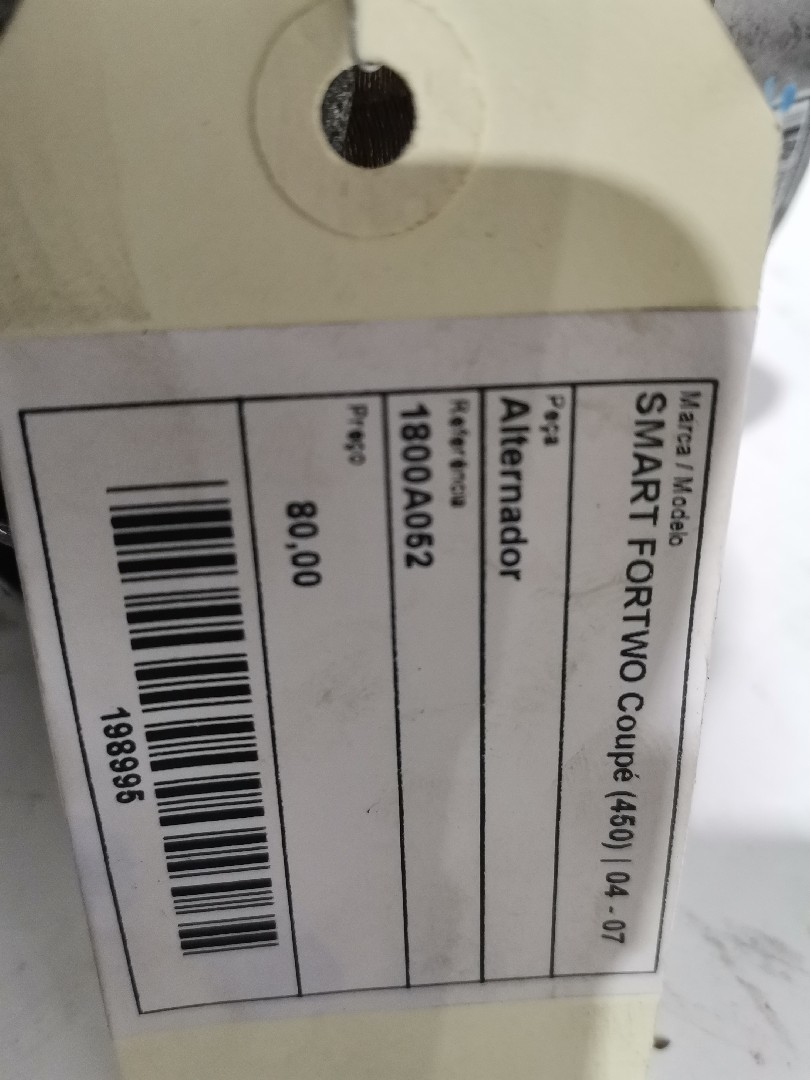 Marca / Modelo
SMART FORTWO Coupé (450) | 04 - 07
Peça
Alternador
Referência
1800A052
Preço
80,00
198995